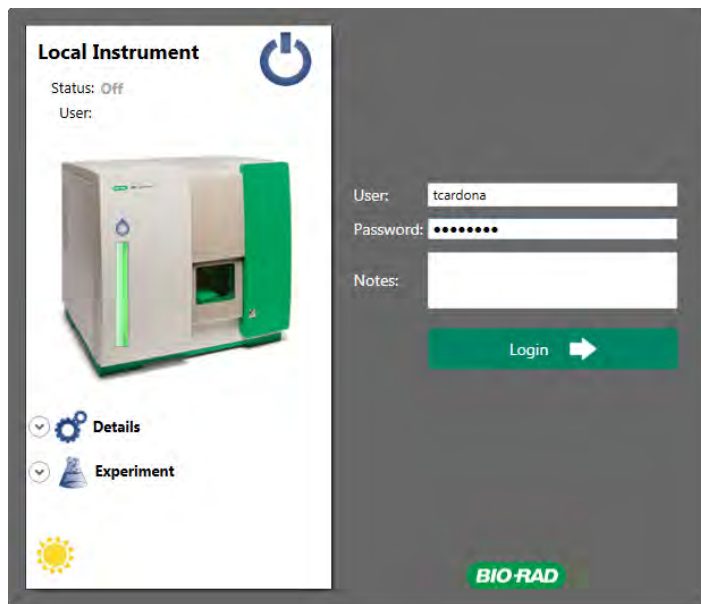 Local Instrument
Status: Off
User:
Details
Experiment
User: tcardona
Password: ●●●●●●●●
Notes:
Login
BIO-RAD